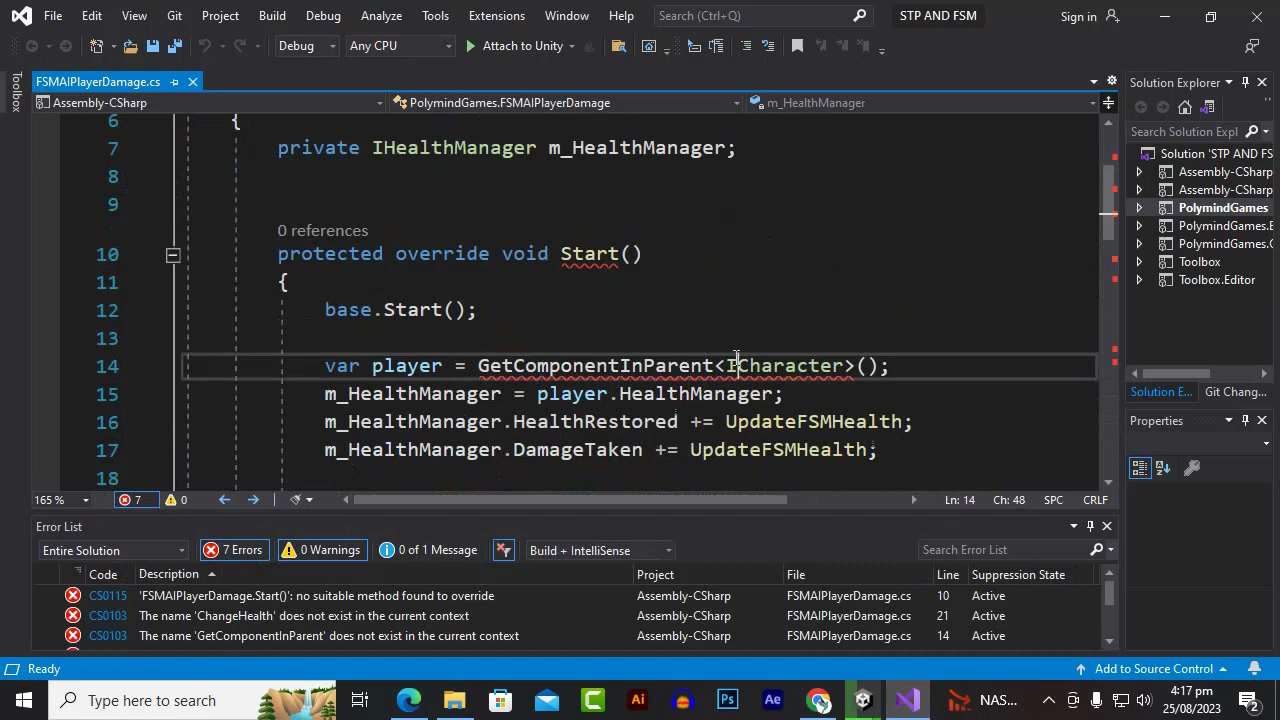 File Edit View Git Project Build Debug Analyze Tools Extensions Window Help Search (Ctrl+Q) STP AND FSM Sign in
Debug Any CPU Attach to Unity
Toolbox
FSMAIPlayerDamage.cs
Assembly-CSharp PolymindGames.FSMAIPlayerDamage m_HealthManager
6 {
7 private IHealthManager m_HealthManager;
8
9
0 references
10 protected override void Start()
11 {
12 base.Start();
13
14 var player = GetComponentInParent<ICharacter>();
15 m_HealthManager = player.HealthManager;
16 m_HealthManager.HealthRestored += UpdateFSMHealth;
17 m_HealthManager.DamageTaken += UpdateFSMHealth;
18
165 % 7 0 Ln: 14 Ch: 48 SPC CRLF
Solution Explorer
Search Solution Expl
Solution 'STP AND FS
Assembly-CSharp
Assembly-CSharp
PolymindGames
PolymindGames.E
PolymindGames.C
Toolbox
Toolbox.Editor
Solution E... Git Chang...
Properties
Error List
Entire Solution 7 Errors 0 Warnings 0 of 1 Message Build + IntelliSense Search Error List
Code Description Project File Line Suppression State
CS0115 'FSMAIPlayerDamage.Start()': no suitable method found to override Assembly-CSharp FSMAIPlayerDamage.cs 10 Active
CS0103 The name 'ChangeHealth' does not exist in the current context Assembly-CSharp FSMAIPlayerDamage.cs 21 Active
CS0103 The name 'GetComponentInParent' does not exist in the current context Assembly-CSharp FSMAIPlayerDamage.cs 14 Active
Ready Add to Source Control 2
Type here to search Ai Ps Ae NAS... 4:17 pm
25/08/2023 2